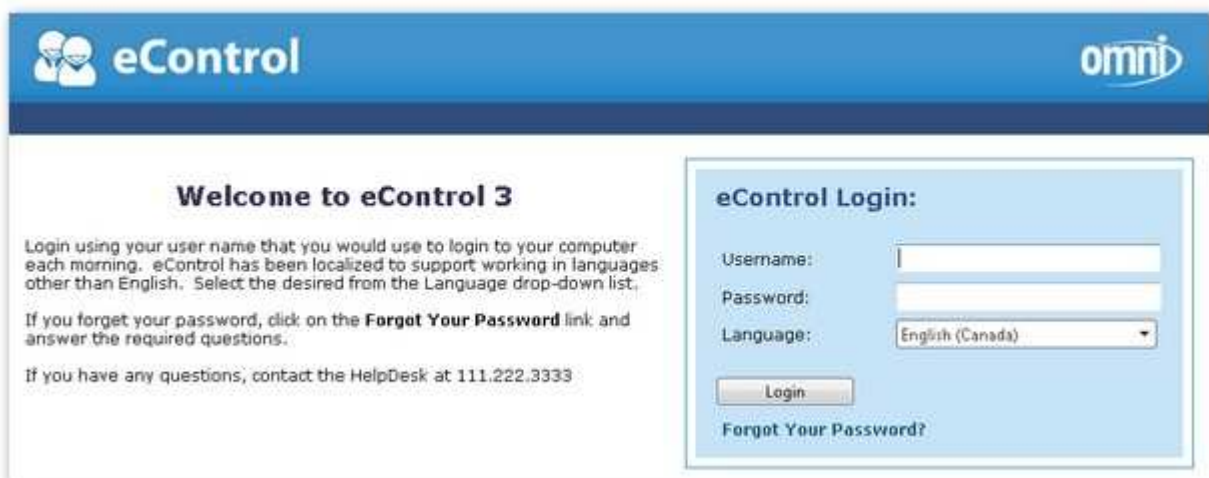 eControl
omni
Welcome to eControl 3
Login using your user name that you would use to login to your computer
each morning. eControl has been localized to support working in languages
other than English. Select the desired from the Language drop-down list.
If you forget your password, click on the Forgot Your Password link and
answer the required questions.
If you have any questions, contact the HelpDesk at 111.222.3333
eControl Login:
Username:
Password:
Language: English (Canada)
Login
Forgot Your Password?